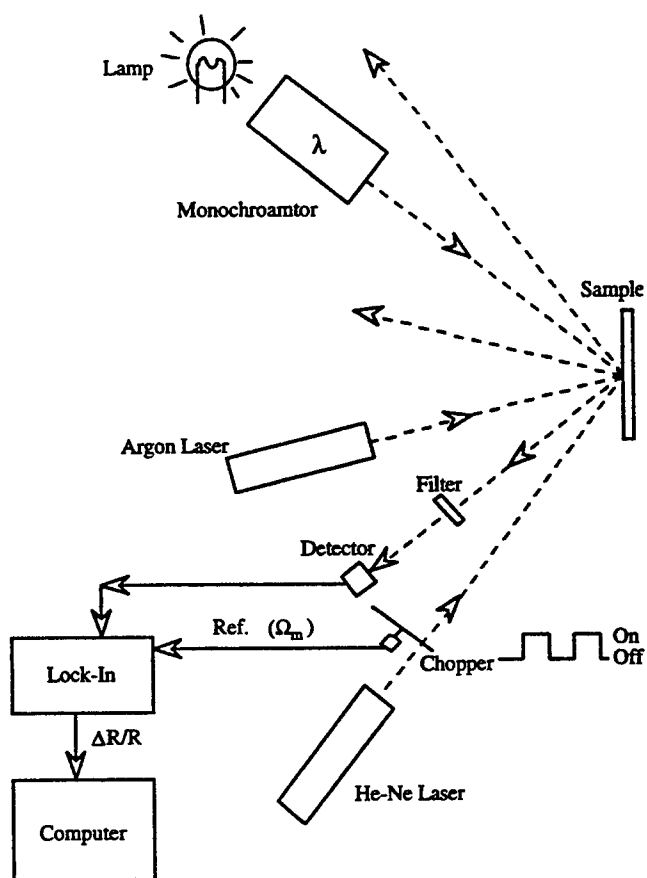 Lamp
λ
Monochroamtor
Sample
Argon Laser
Filter
Detector
Ref. (Ωm)
Chopper
On
Off
Lock-In
ΔR/R
He-Ne Laser
Computer